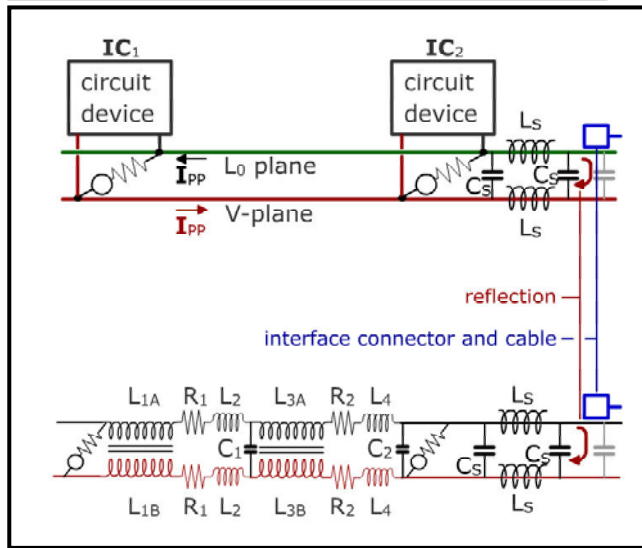 IC₁
IC₂
circuit
device
circuit
device
Lₛ
L₀ plane
Iₚₚ
Cₛ
Cₛ
V-plane
Iₚₚ
Lₛ
reflection
interface connector and cable
L₁ₐ R₁ L₂ L₃ₐ R₂ L₄ Lₛ
C₁ C₂ Cₛ Cₛ
L₁B R₁ L₂ L₃B R₂ L₄ Lₛ